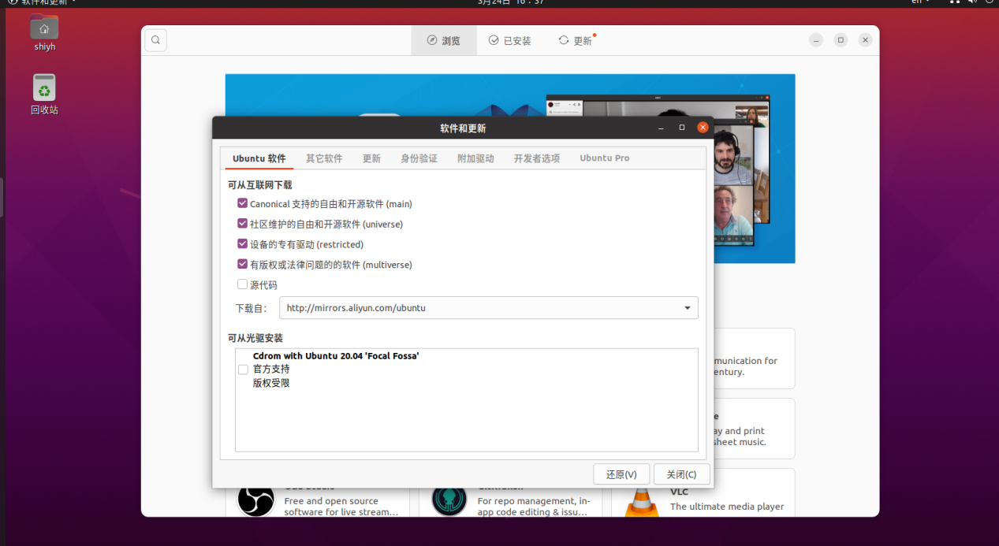 软件和更新
3月24日 16：37
en
shiyh
回收站
浏览
已安装
更新
软件和更新
Ubuntu 软件
其它软件
更新
身份验证
附加驱动
开发者选项
Ubuntu Pro
可从互联网下载
Canonical 支持的自由和开源软件 (main)
社区维护的自由和开源软件 (universe)
设备的专有驱动 (restricted)
有版权或法律问题的的软件 (multiverse)
源代码
下载自：
http://mirrors.aliyun.com/ubuntu
可从光驱安装
Cdrom with Ubuntu 20.04 'Focal Fossa'
官方支持
版权受限
还原(V)
关闭(C)
munication for
entury.
e
ay and print
sheet music.
Free and open source
software for live stream...
For repo management, in-
app code editing & issu...
VLC
The ultimate media player